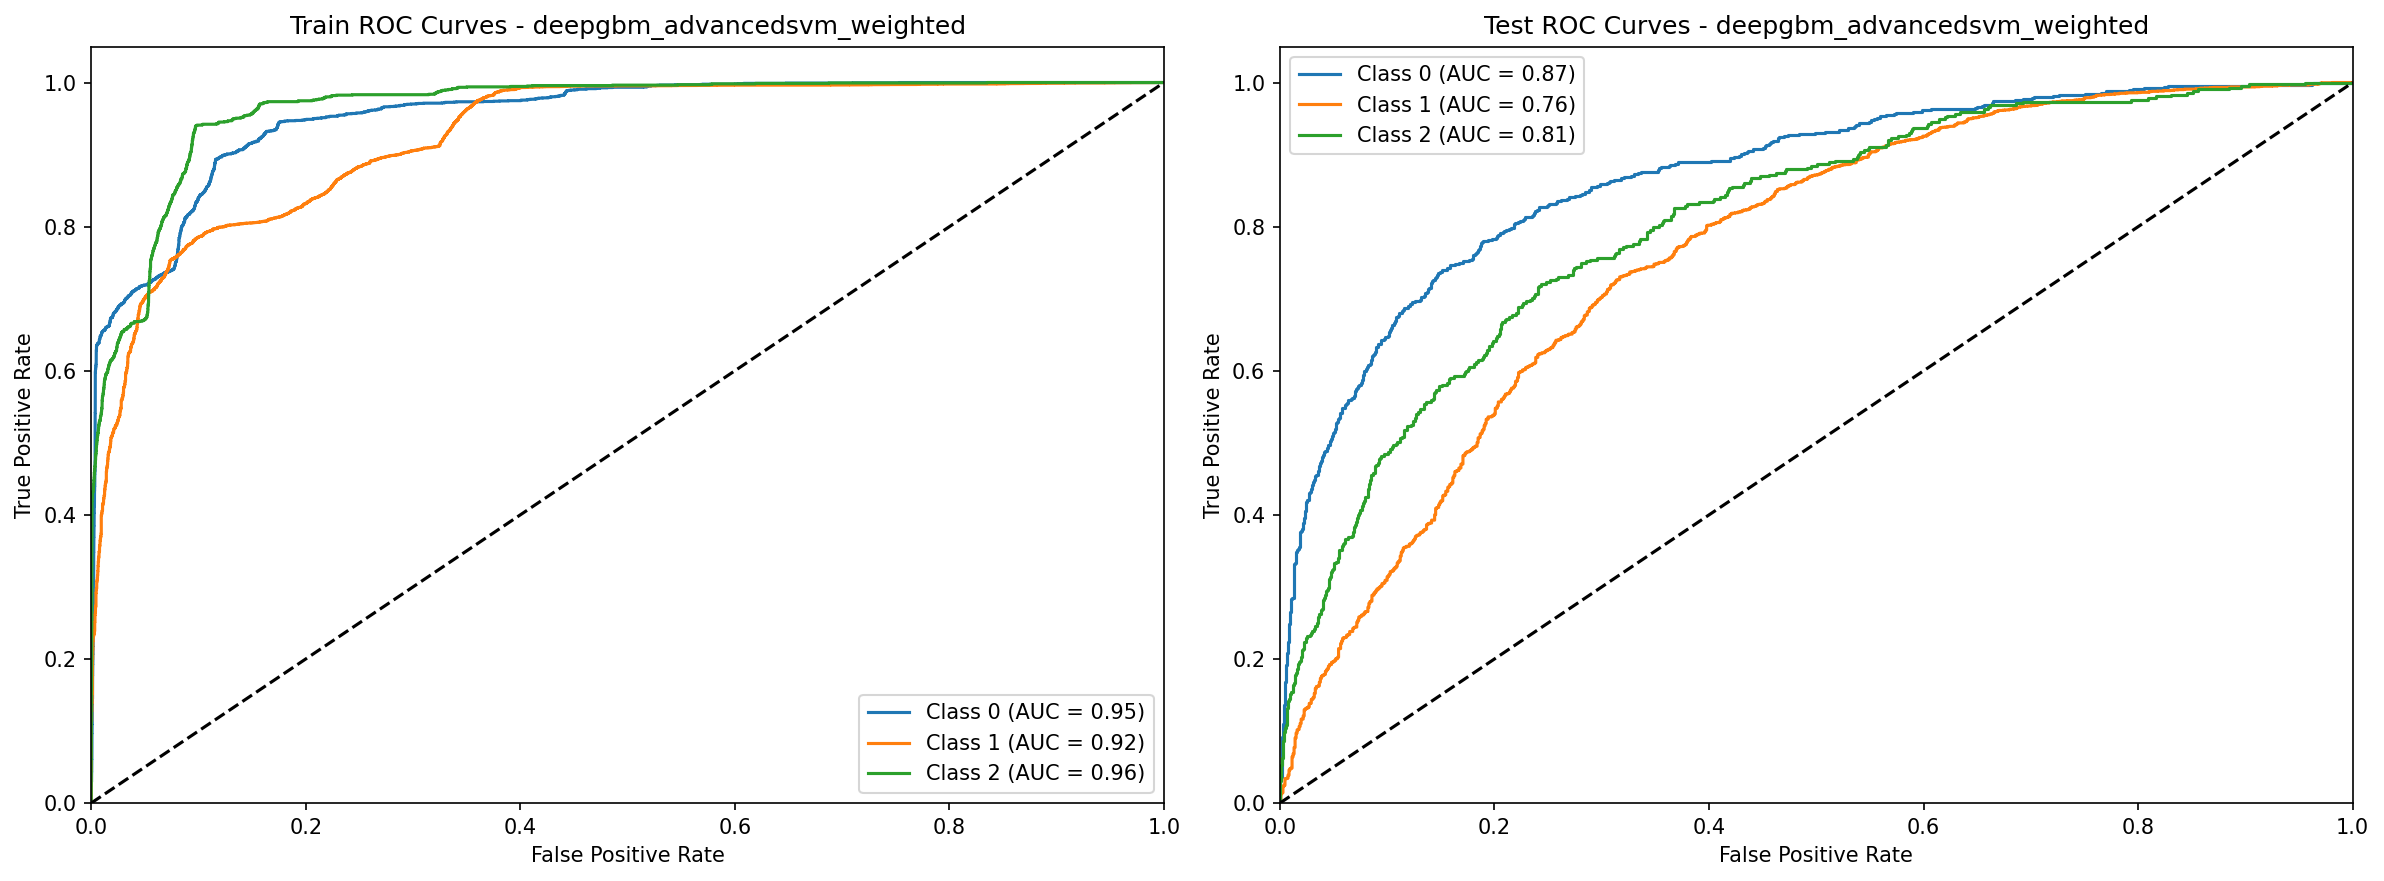 Train ROC Curves - deepgbm_advancedsvm_weighted
1.0
0.8
0.6
0.4
0.2
0.0
True Positive Rate
Class 0 (AUC = 0.95)
Class 1 (AUC = 0.92)
Class 2 (AUC = 0.96)
0.0 0.2 0.4 0.6 0.8 1.0
False Positive Rate
Test ROC Curves - deepgbm_advancedsvm_weighted
Class 0 (AUC = 0.87)
Class 1 (AUC = 0.76)
Class 2 (AUC = 0.81)
1.0
0.8
0.6
0.4
0.2
0.0
True Positive Rate
0.0 0.2 0.4 0.6 0.8 1.0
False Positive Rate